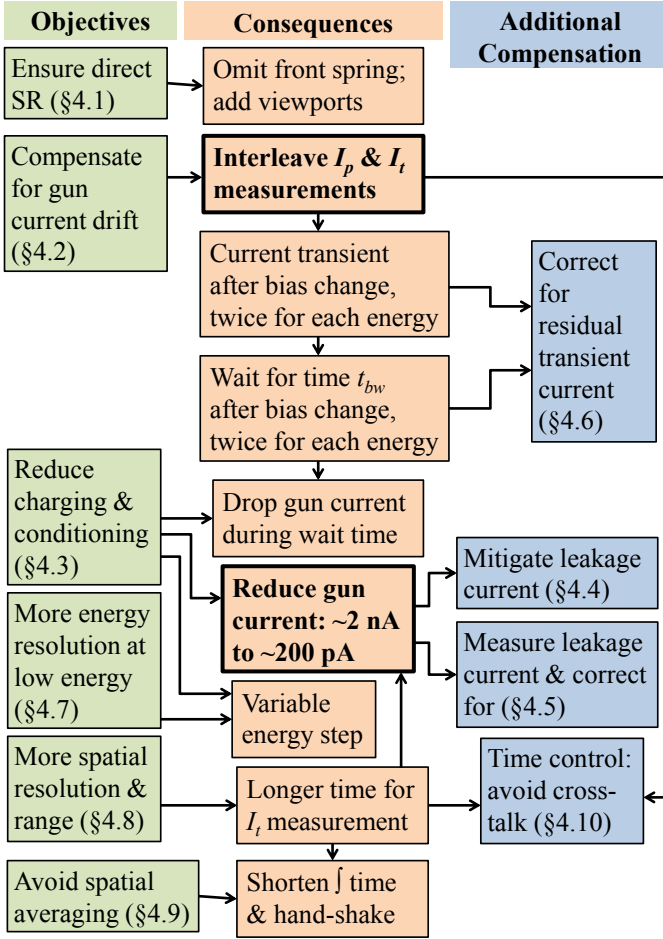 Objectives
Consequences
Additional
Compensation
Ensure direct
SR (§4.1)
Omit front spring;
add viewports
Compensate
for gun
current drift
(§4.2)
Interleave Ip & It
measurements
Current transient
after bias change,
twice for each energy
Correct
for
residual
transient
current
(§4.6)
Wait for time tbw
after bias change,
twice for each energy
Reduce
charging &
conditioning
(§4.3)
Drop gun current
during wait time
Reduce gun
current: ~2 nA
to ~200 pA
Mitigate leakage
current (§4.4)
More energy
resolution at
low energy
(§4.7)
Measure leakage
current & correct
for (§4.5)
Variable
energy step
More spatial
resolution &
range (§4.8)
Longer time for
It measurement
Time control:
avoid cross-
talk (§4.10)
Avoid spatial
averaging (§4.9)
Shorten ∫ time
& hand-shake